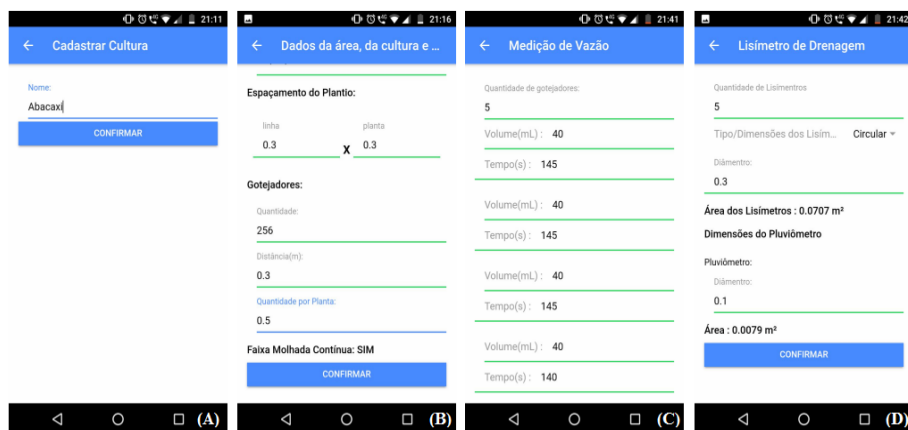 21:11
Cadastrar Cultura
Nome:
Abacaxi
CONFIRMAR
(A)
21:16
Dados da área, da cultura e ...
Espaçamento do Plantio:
linha
planta
0.3
X
0.3
Gotejadores:
Quantidade:
256
Distância(m):
0.3
Quantidade por Planta:
0.5
Faixa Molhada Contínua: SIM
CONFIRMAR
(B)
21:41
Medição de Vazão
Quantidade de gotejadores:
5
Volume(mL) : 40
Tempo(s) : 145
Volume(mL) : 40
Tempo(s) : 145
Volume(mL) : 40
Tempo(s) : 145
Volume(mL) : 40
Tempo(s) : 140
(C)
21:42
Lisímetro de Drenagem
Quantidade de Lisímentros
5
Tipo/Dimensões dos Lisím... Circular
Diâmentro:
0.3
Área dos Lisímetros : 0.0707 m²
Dimensões do Pluviômetro
Pluviômetro:
Diâmentro:
0.1
Área : 0.0079 m²
CONFIRMAR
(D)